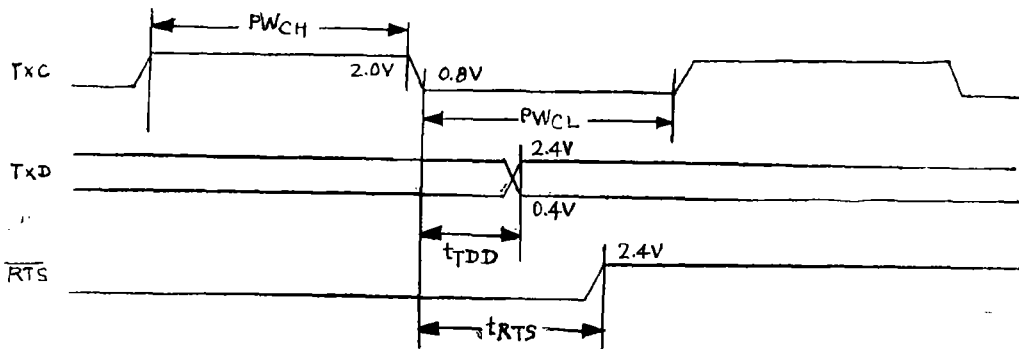 PWCH
TxC
2.0V
0.8V
PWCL
TxD
2.4V
0.4V
tTDD
RTS
2.4V
tRTS